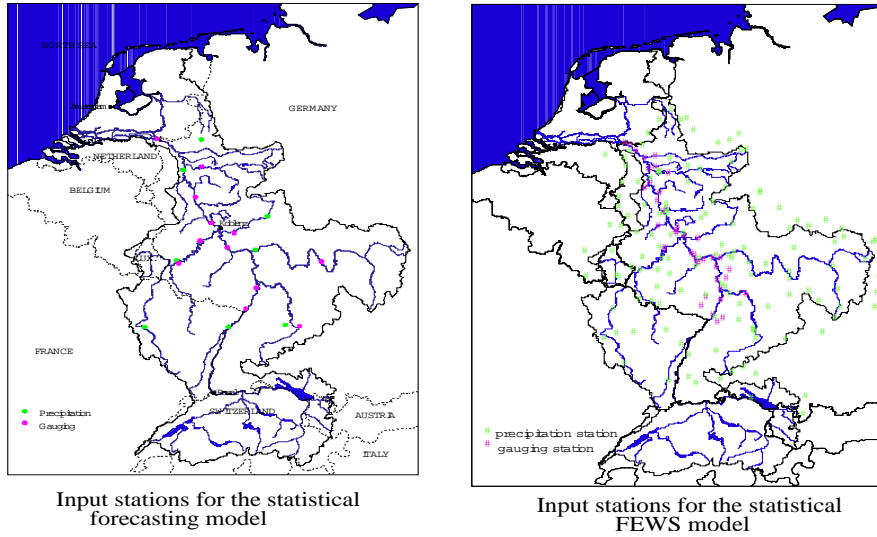 NORTH SEA
GERMANY
NETHERLAND
BELGIUM
LUX
FRANCE
SWITZERLAND
AUSTRIA
ITALY
Precipitation
Gauging
Input stations for the statistical
forecasting model
# precipitation station
# gauging station
Input stations for the statistical
FEWS model